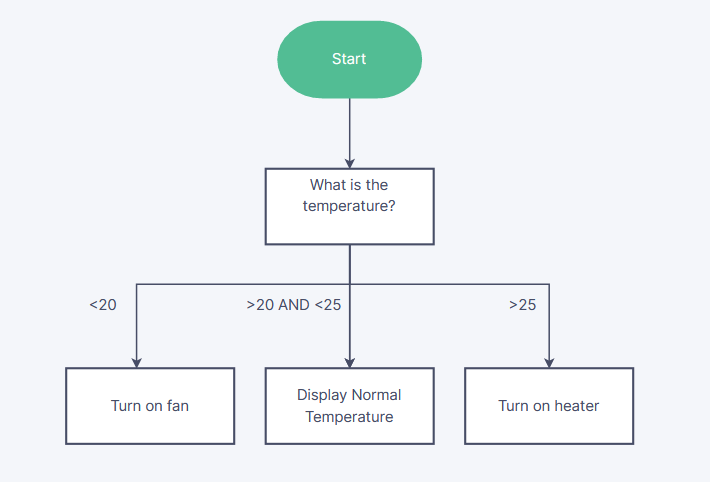 Start
What is the
temperature?
<20
>20 AND <25
>25
Turn on fan
Display Normal
Temperature
Turn on heater